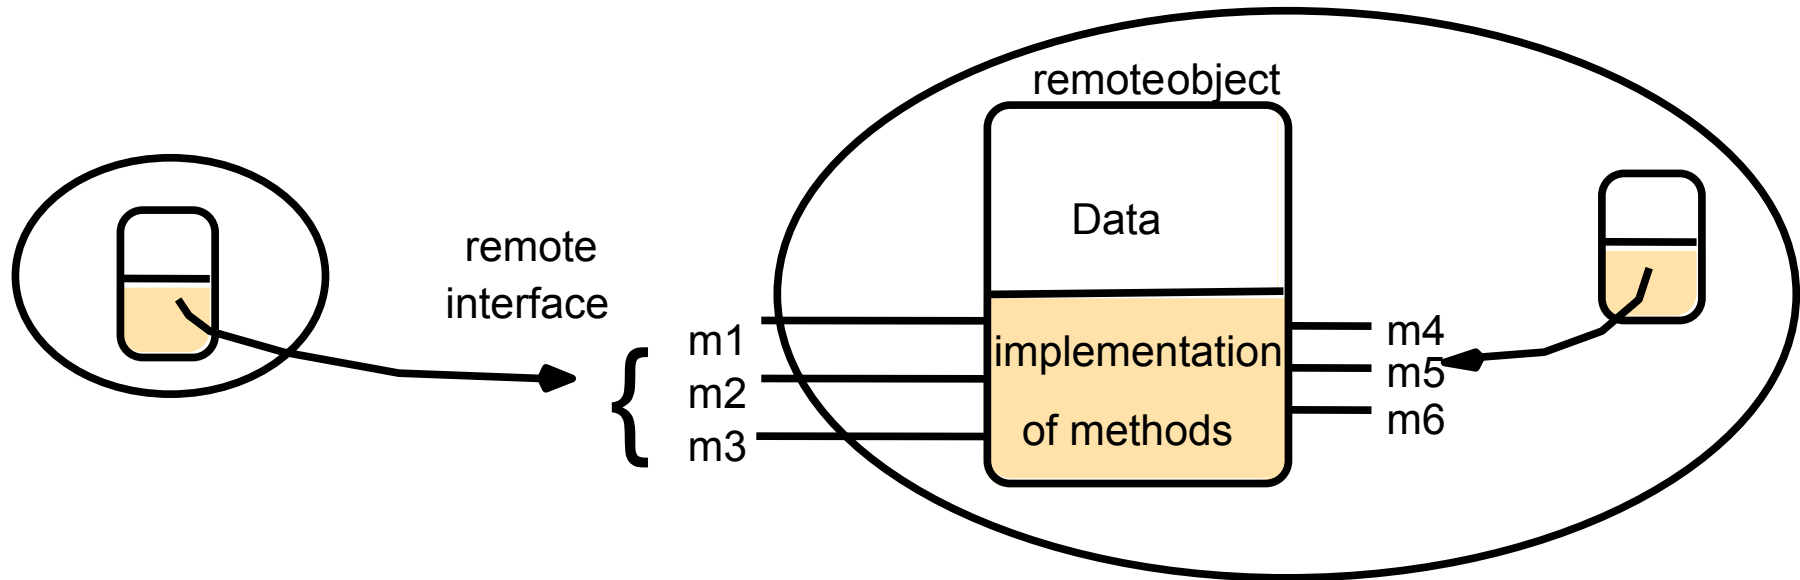 remoteobject
Data
remote
interface
{
m1
m2
m3
implementation
of methods
m4
m5
m6